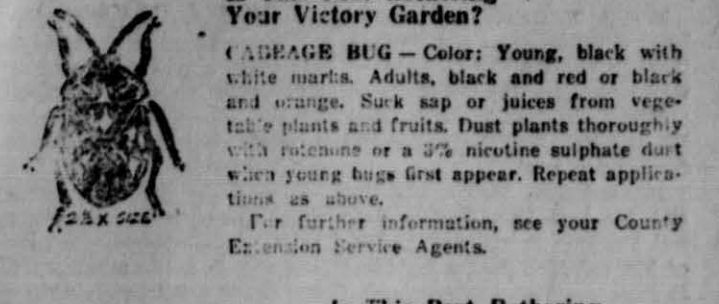 Your Victory Garden?
CABBAGE BUG — Color: Young, black with
white marks. Adults, black and red or black
and orange. Suck sap or juices from vege-
table plants and fruits. Dust plants thoroughly
with rotenone or a 3% nicotine sulphate dust
when young bugs first appear. Repeat applica-
tions as above.
For further information, see your County
Extension Service Agents.
SIZE
This